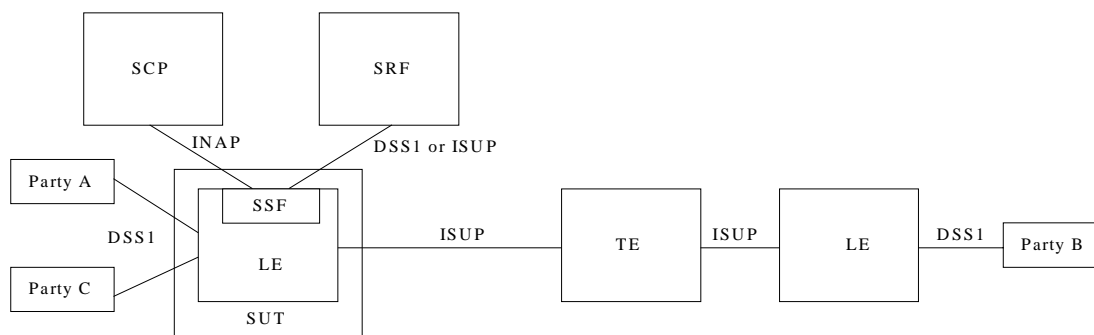 SCP
SRF
INAP
DSS1 or ISUP
Party A
SSF
DSS1
ISUP
TE
ISUP
LE
DSS1
Party B
LE
Party C
SUT